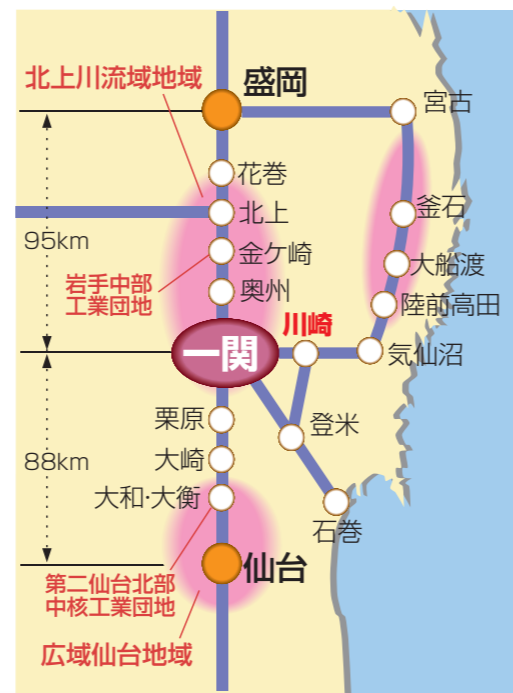 北上川流域地域
盛岡
宮古
花巻
北上
釜石
95km
金ケ崎
大船渡
岩手中部
工業団地
奥州
陸前高田
川崎
一関
気仙沼
栗原
登米
88km
大崎
大和・大衡
石巻
仙台
第二仙台北部
中核工業団地
広域仙台地域